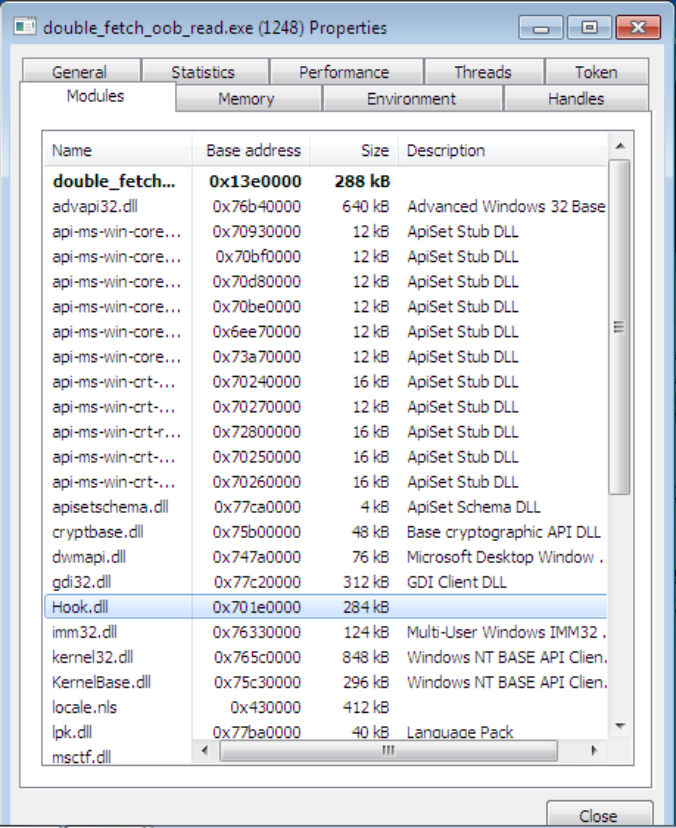 double_fetch_oob_read.exe (1248) Properties
General Statistics Performance Threads Token
Modules Memory Environment Handles
Name Base address Size Description
double_fetch... 0x13e0000 288 kB
advapi32.dll 0x76b40000 640 kB Advanced Windows 32 Base
api-ms-win-core... 0x70930000 12 kB ApiSet Stub DLL
api-ms-win-core... 0x70bf0000 12 kB ApiSet Stub DLL
api-ms-win-core... 0x70d80000 12 kB ApiSet Stub DLL
api-ms-win-core... 0x70be0000 12 kB ApiSet Stub DLL
api-ms-win-core... 0x6ee70000 12 kB ApiSet Stub DLL
api-ms-win-core... 0x73a70000 12 kB ApiSet Stub DLL
api-ms-win-crt-... 0x70240000 16 kB ApiSet Stub DLL
api-ms-win-crt-... 0x70270000 12 kB ApiSet Stub DLL
api-ms-win-crt-r... 0x72800000 16 kB ApiSet Stub DLL
api-ms-win-crt-... 0x70250000 16 kB ApiSet Stub DLL
api-ms-win-crt-... 0x70260000 16 kB ApiSet Stub DLL
apisetschema.dll 0x77ca0000 4 kB ApiSet Schema DLL
cryptbase.dll 0x75b00000 48 kB Base cryptographic API DLL
dwmapi.dll 0x747a0000 76 kB Microsoft Desktop Window .
gdi32.dll 0x77c20000 312 kB GDI Client DLL
Hook.dll 0x701e0000 284 kB
imm32.dll 0x76330000 124 kB Multi-User Windows IMM32 .
kernel32.dll 0x765c0000 848 kB Windows NT BASE API Clien.
KernelBase.dll 0x75c30000 296 kB Windows NT BASE API Clien.
locale.nls 0x430000 412 kB
lpk.dll 0x77ba0000 40 kB Language Pack
msctf.dll
Close